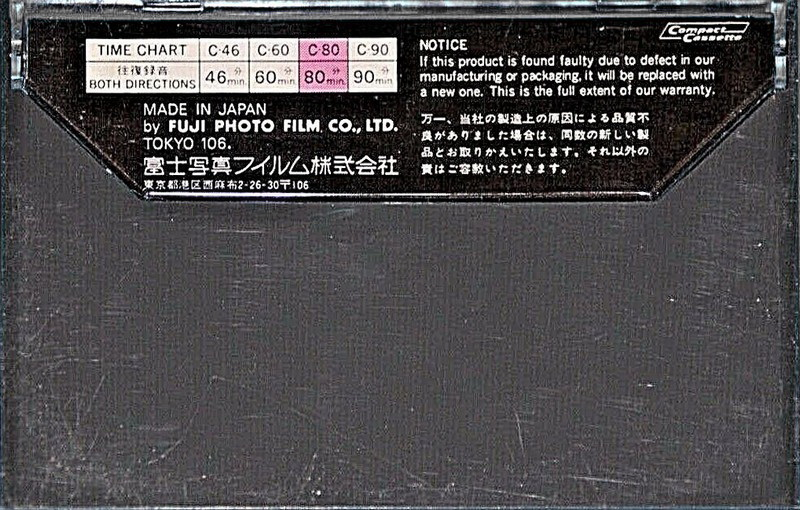 Compact Cassette
TIME CHART C-46 C-60 C-80 C-90
往復録音 BOTH DIRECTIONS 46分min. 60分min. 80分min. 90分min.
MADE IN JAPAN
by FUJI PHOTO FILM CO., LTD.
TOKYO 106.
富士写真フイルム株式会社
東京都港区西麻布2-26-30〒106
NOTICE
If this product is found faulty due to defect in our
manufacturing or packaging, it will be replaced with
a new one. This is the full extent of our warranty.
万一、当社の製造上の原因による品質不
良がありました場合は、同数の新しい製
品とお取りかえいたします。それ以外の
責はご容赦いただきます。